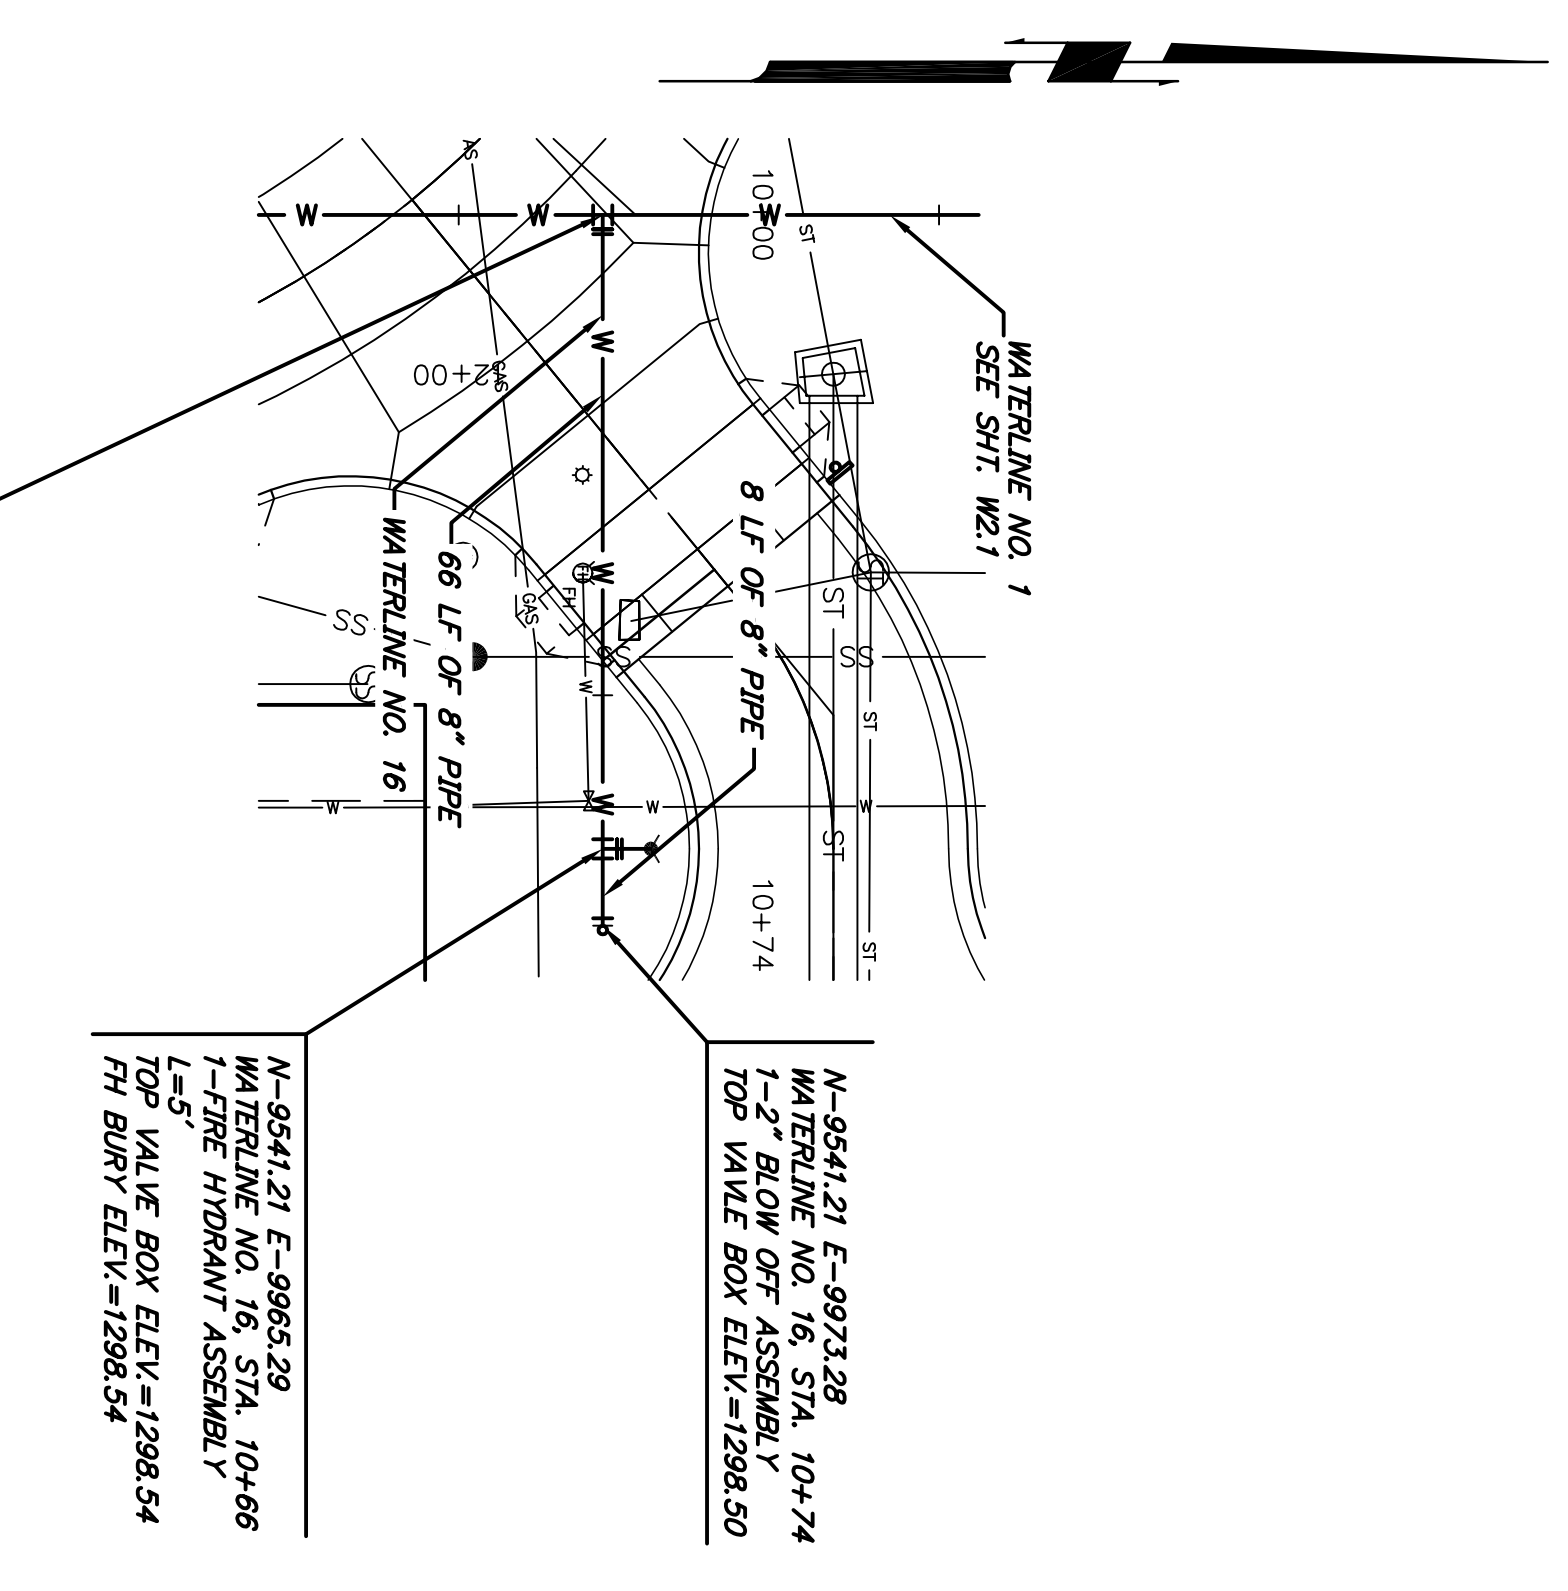 WATERLINE NO. 1
SEE SHT. W2.1
10+00
W
W
W
ST
AS
W
2+00
GAS
8 LF OF 8" PIPE
66 LF OF 8" PIPE
WATERLINE NO. 16
W
FH
FH
GAS
ST
SS
SS
SS
W
ST
W
W
W
W
ST
10+74
ST
N-9541.21 E-9973.28
WATERLINE NO. 16, STA. 10+74
1-2" BLOW OFF ASSEMBLY
TOP VAVLE BOX ELEV.=1298.50
N-9541.21 E-9965.29
WATERLINE NO. 16, STA. 10+66
1-FIRE HYDRANT ASSEMBLY
L=5'
TOP VALVE BOX ELEV.=1298.54
FH BURY ELEV.=1298.54